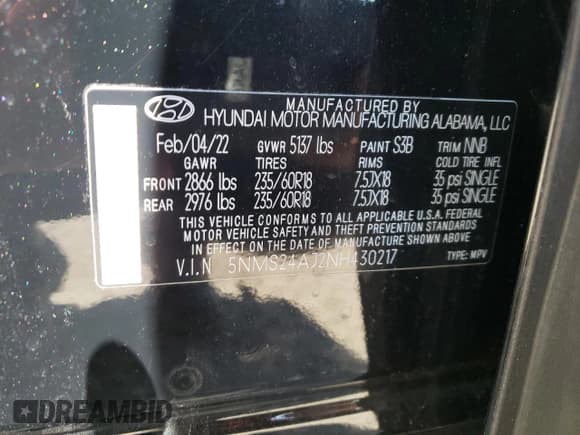 MANUFACTURED BY
HYUNDAI MOTOR MANUFACTURING ALABAMA, LLC
Feb/04/22 GVWR 5137 lbs PAINT S3B TRIM NNB
GAWR TIRES RIMS COLD TIRE INFL
FRONT 2866 lbs 235/60R18 7.5JX18 35 psi SINGLE
REAR 2976 lbs 235/60R18 7.5JX18 35 psi SINGLE
THIS VEHICLE CONFORMS TO ALL APPLICABLE U.S.A. FEDERAL
MOTOR VEHICLE SAFETY AND THEFT PREVENTION STANDARDS
IN EFFECT ON THE DATE OF MANUFACTURE SHOWN ABOVE.
V.I.N 5NMS24AJ2NH430217 TYPE: MPV
DREAMBID